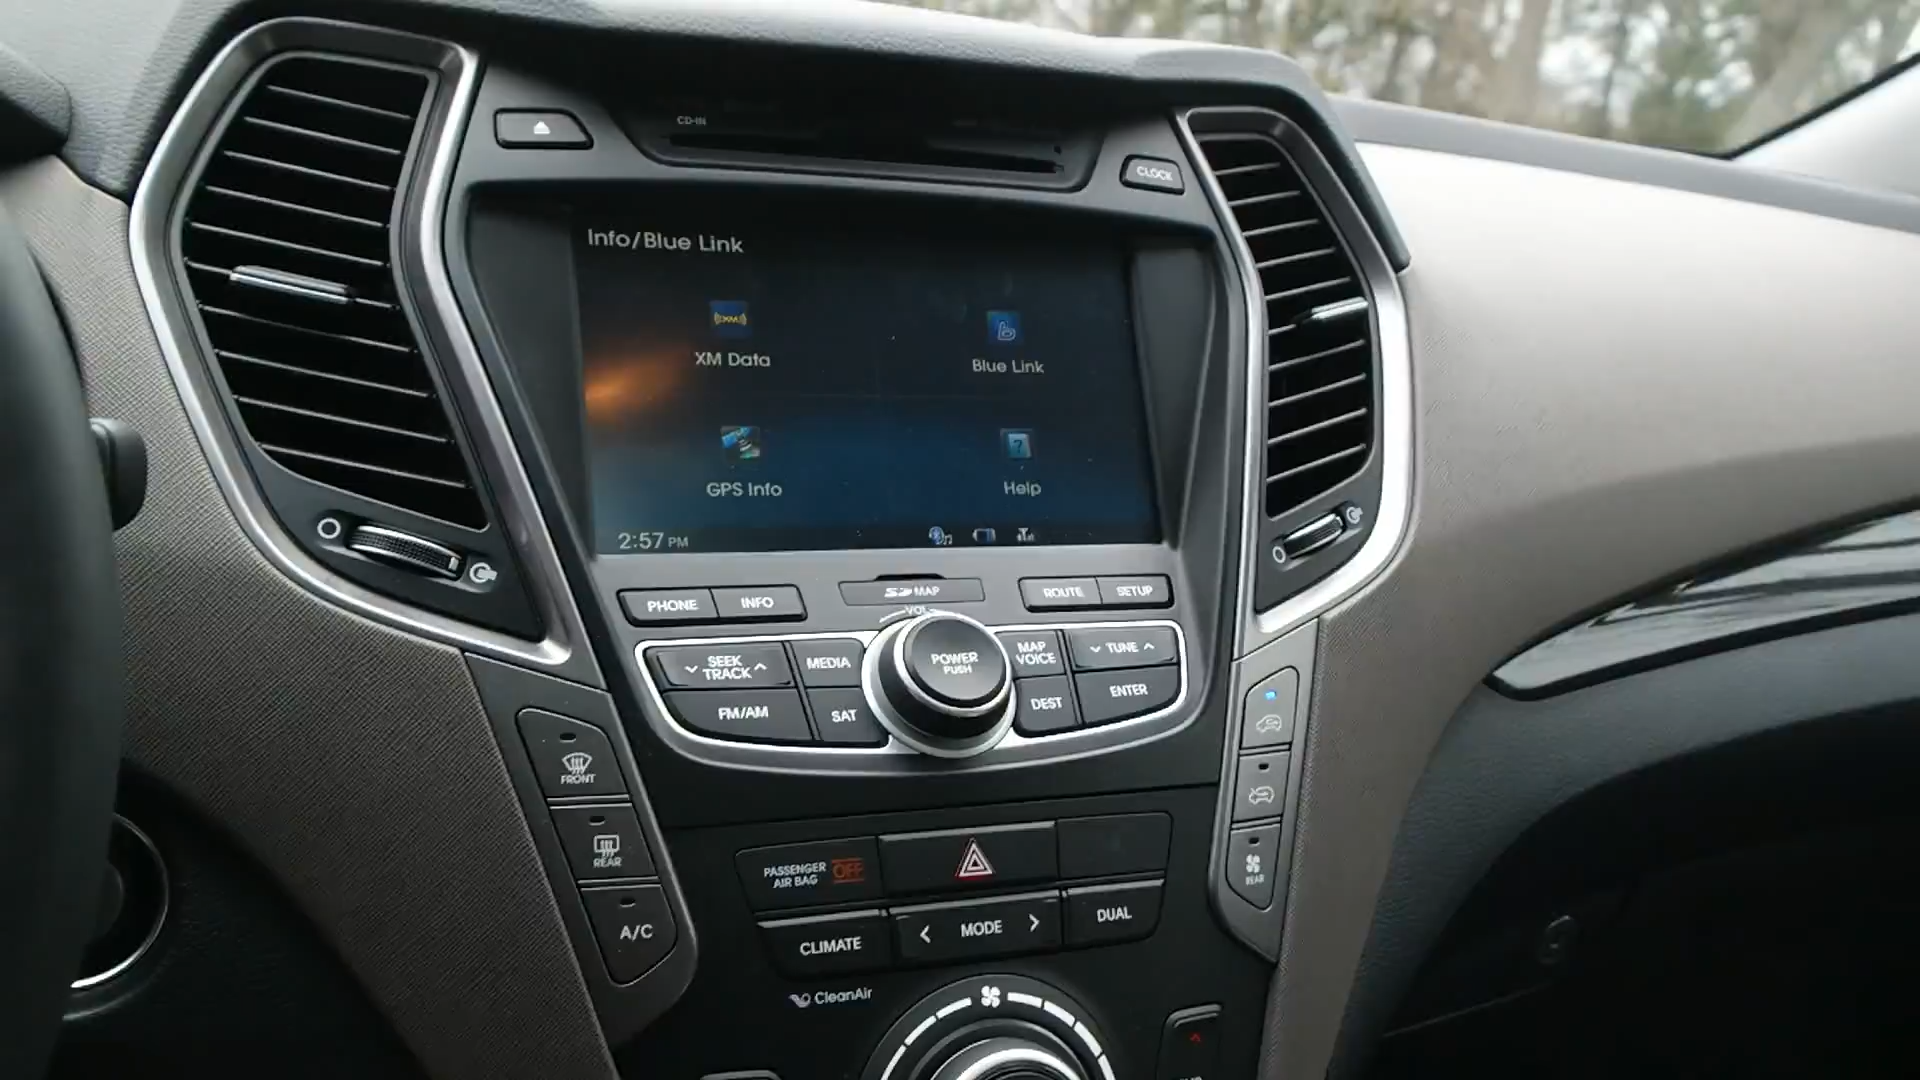 CD-IN
CLOCK
Info/Blue Link
XM
XM Data
Blue Link
GPS Info
?
Help
2:57 PM
PHONE
INFO
SD MAP
ROUTE
SETUP
VOL
SEEK
TRACK
MEDIA
POWER
PUSH
MAP
VOICE
TUNE
FM/AM
SAT
DEST
ENTER
FRONT
REAR
A/C
PASSENGER
AIR BAG
OFF
REAR
CLIMATE
MODE
DUAL
CleanAir